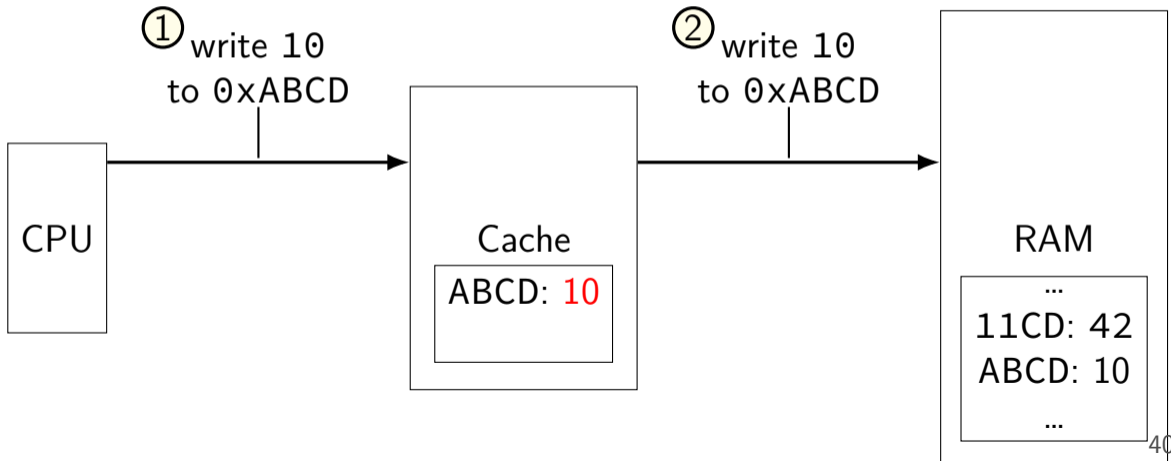 1
write 10
to 0xABCD
2
write 10
to 0xABCD
CPU
Cache
ABCD: 10
RAM
...
11CD: 42
ABCD: 10
...
40